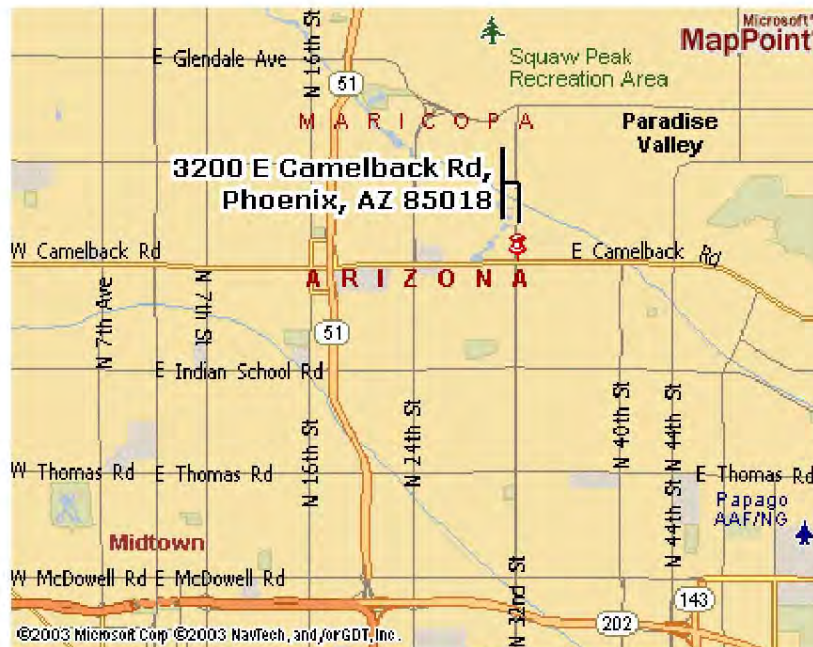 Microsoft®
MapPoint®
E Glendale Ave
N 16th St
51
Squaw Peak
Recreation Area
MARICOPA
Paradise
Valley
3200 E Camelback Rd,
Phoenix, AZ 85018
W Camelback Rd
E Camelback Rd
ARIZONA
N 7th Ave
N 7th St
51
E Indian School Rd
N 16th St
N 24th St
N 40th St
N 44th St
N 44th St
W Thomas Rd
E Thomas Rd
E Thomas Rd
Papago
AAF/NG
Midtown
W McDowell Rd
E McDowell Rd
N 32nd St
202
143
©2003 Microsoft Corp ©2003 NavTech, and/or GDT, Inc.